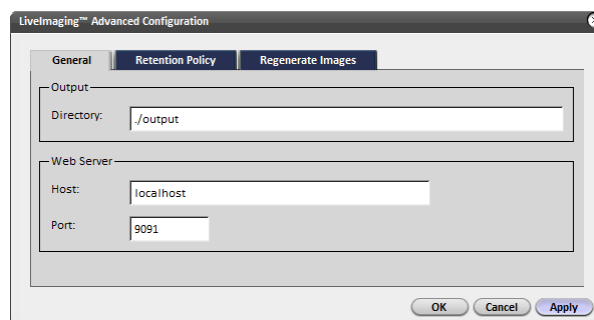 LiveImaging™ Advanced Configuration
General Retention Policy Regenerate Images
Output
Directory: ./output
Web Server
Host: localhost
Port: 9091
OK Cancel Apply